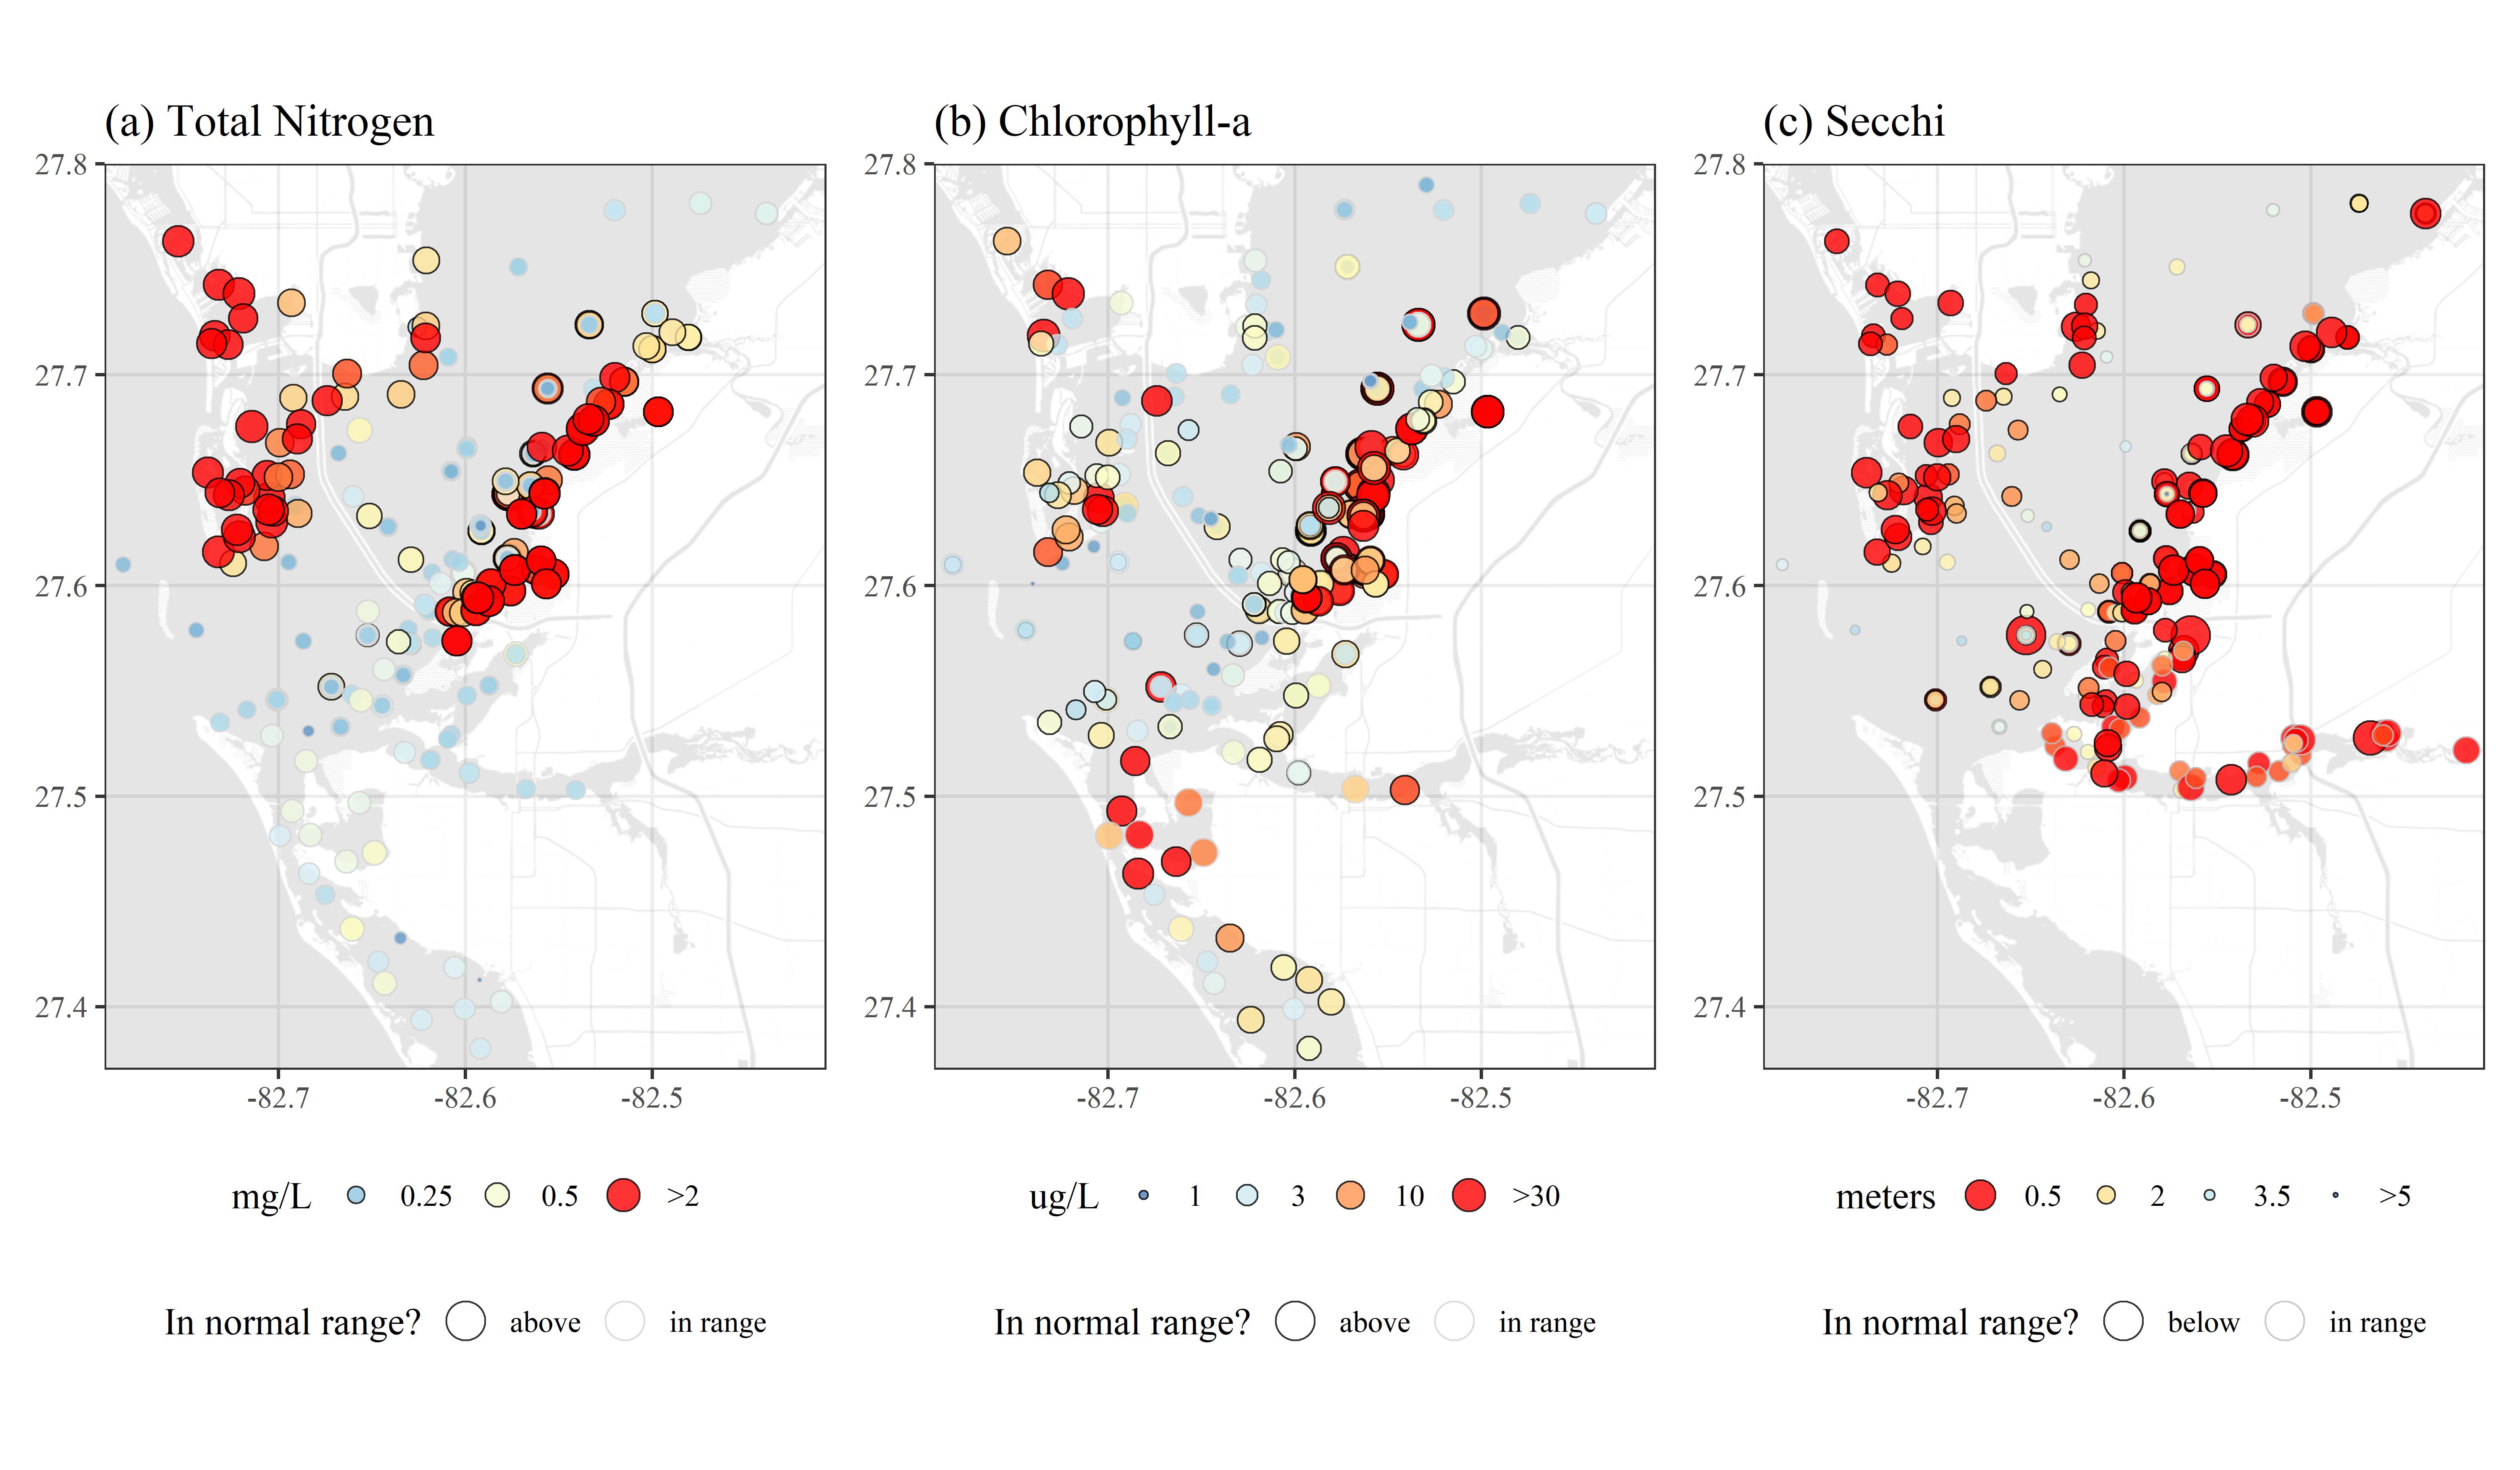 (a) Total Nitrogen
27.8
27.7
27.6
27.5
27.4
-82.7 -82.6 -82.5
mg/L 0.25 0.5 >2
In normal range? above in range
(b) Chlorophyll-a
27.8
27.7
27.6
27.5
27.4
-82.7 -82.6 -82.5
ug/L 1 3 10 >30
In normal range? above in range
(c) Secchi
27.8
27.7
27.6
27.5
27.4
-82.7 -82.6 -82.5
meters 0.5 2 3.5 >5
In normal range? below in range